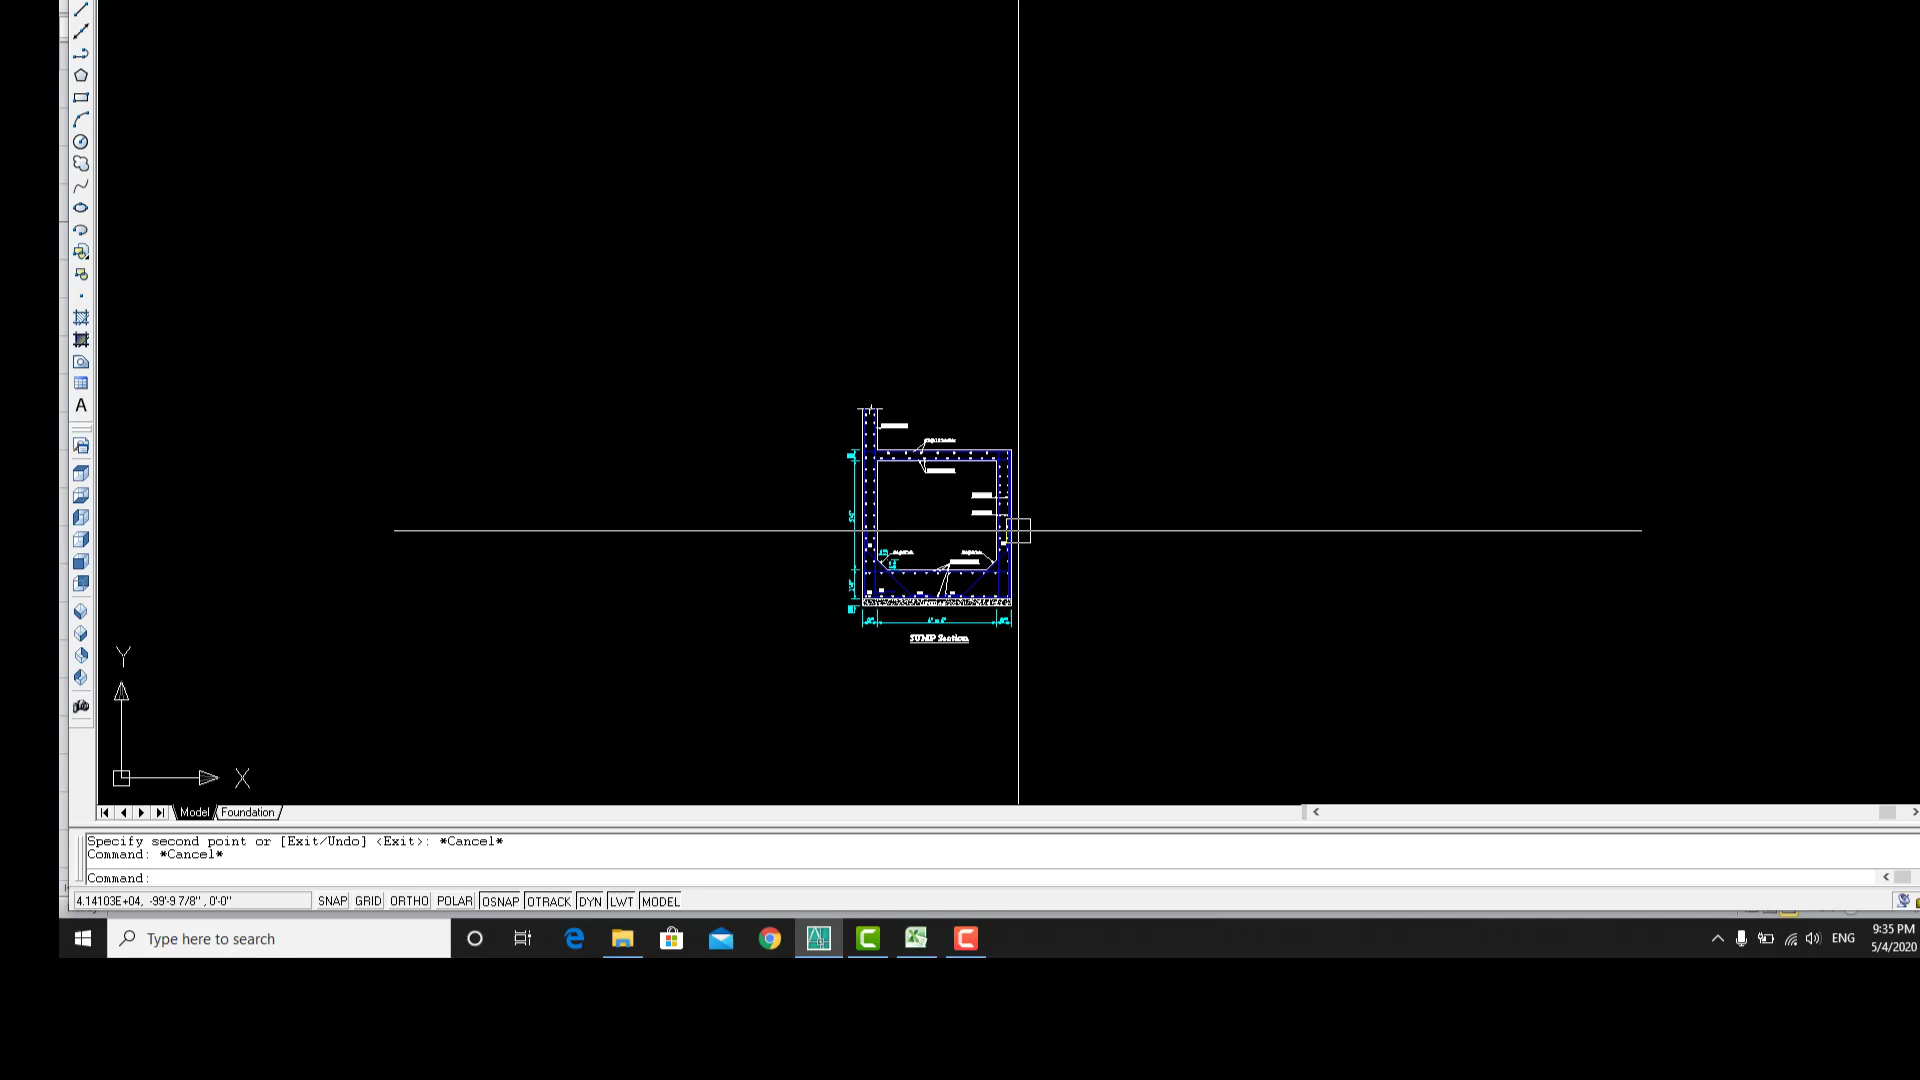 A
SUMP Section
Y
X
Model
Foundation
Specify second point or [Exit/Undo] <Exit>: *Cancel*
Command: *Cancel*
Command:
4.14103E+04, -99'-9 7/8" , 0'-0"
SNAP GRID ORTHO POLAR OSNAP OTRACK DYN LWT MODEL
Type here to search
ENG
9:35 PM
5/4/2020